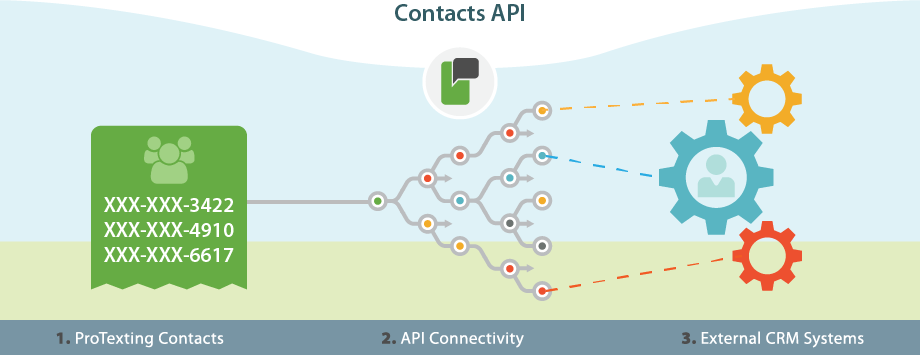 Contacts API
XXX-XXX-3422
XXX-XXX-4910
XXX-XXX-6617
1. ProTexting Contacts
2. API Connectivity
3. External CRM Systems